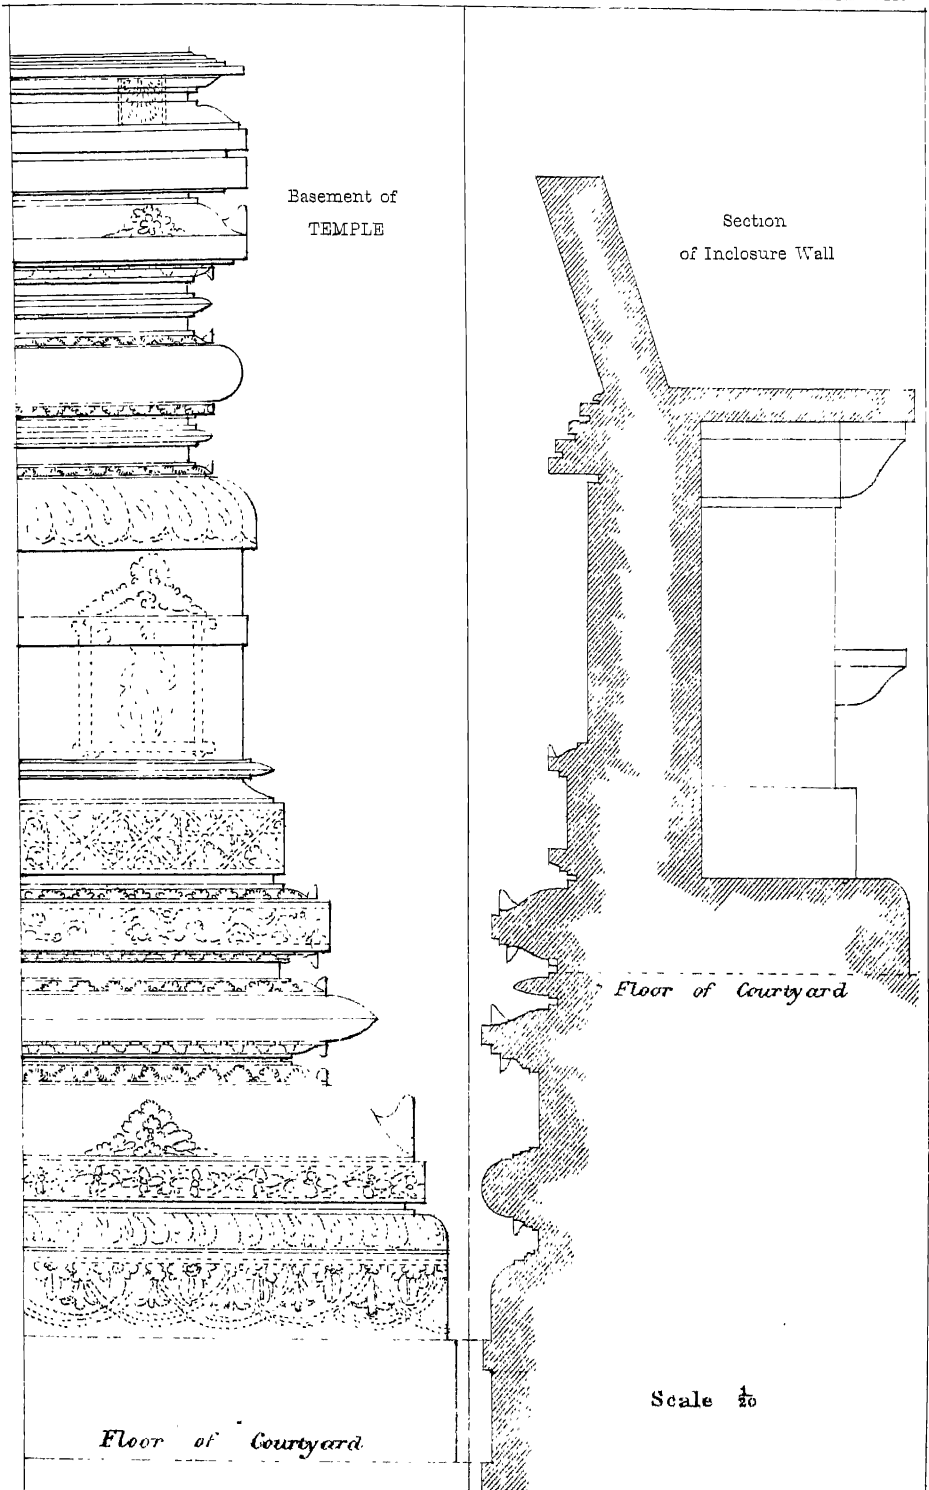 Basement of
TEMPLE
Section
of Inclosure Wall
Floor of Courtyard
Scale 1/20
Floor of Courtyard